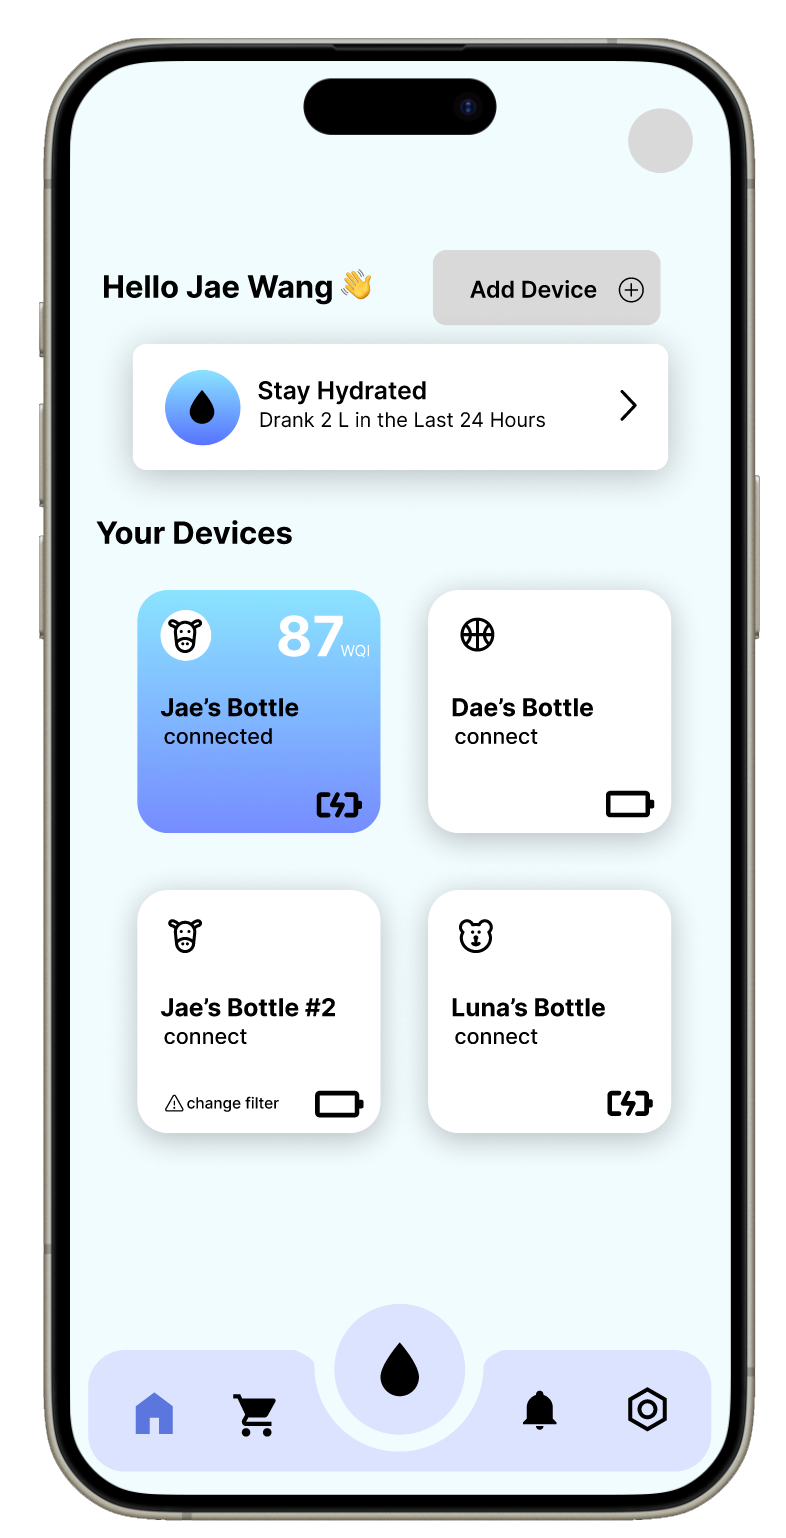 Hello Jae Wang 👋
Add Device
Stay Hydrated
Drank 2 L in the Last 24 Hours
Your Devices
87 WQI
Jae’s Bottle
connected
Dae’s Bottle
connect
Jae’s Bottle #2
connect
change filter
Luna’s Bottle
connect